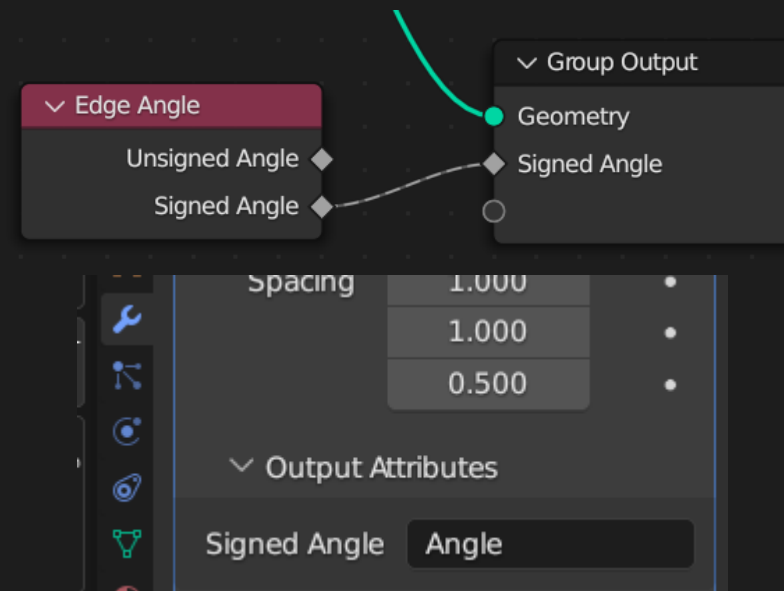 Edge Angle
Unsigned Angle
Signed Angle
Group Output
Geometry
Signed Angle
Spacing 1.000
1.000
0.500
Output Attributes
Signed Angle Angle